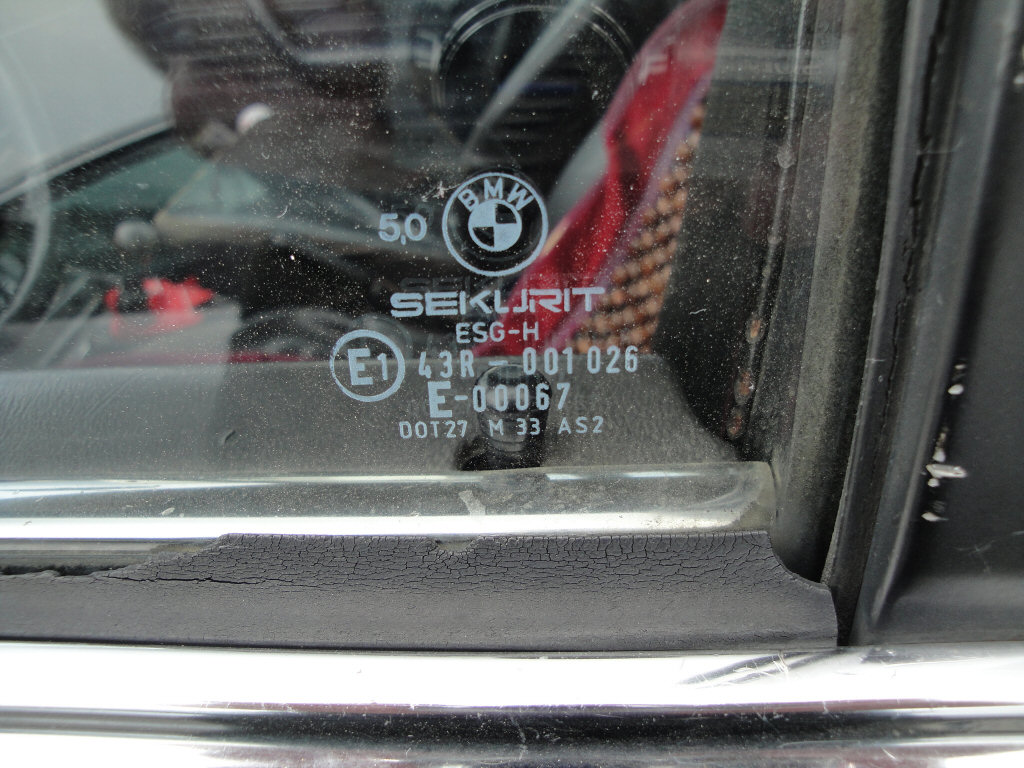 5,0 BMW
SEKURIT
ESG-H
E1 43R - 001026
E-00067
DOT27 M 33 AS2